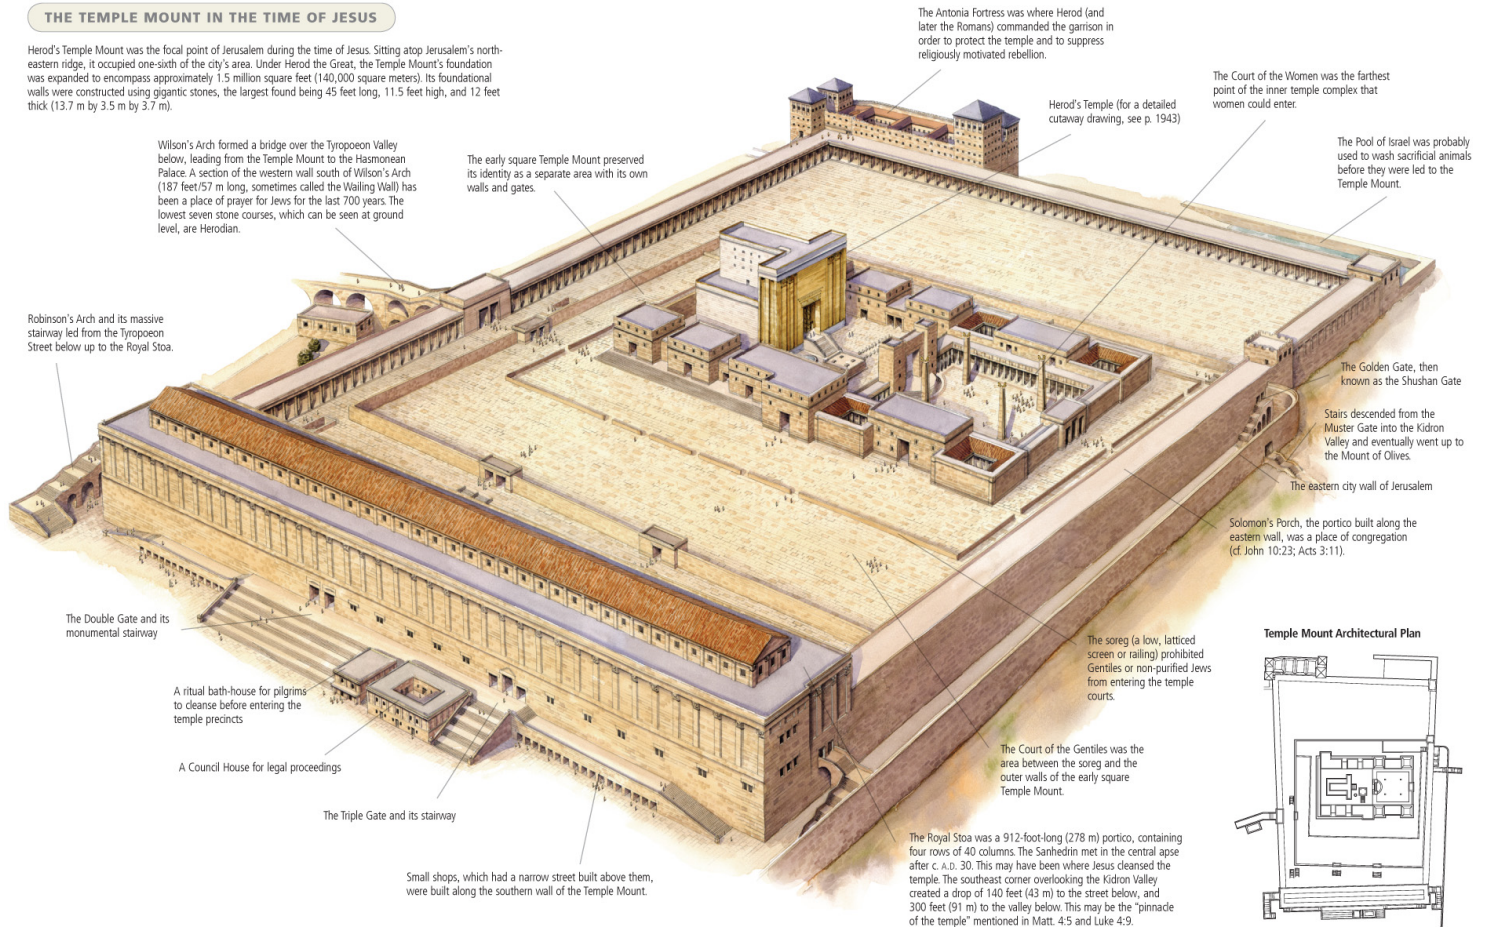 THE TEMPLE MOUNT IN THE TIME OF JESUS
Herod's Temple Mount was the focal point of Jerusalem during the time of Jesus. Sitting atop Jerusalem's north-
eastern ridge, it occupied one-sixth of the city's area. Under Herod the Great, the Temple Mount's foundation
was expanded to encompass approximately 1.5 million square feet (140,000 square meters). Its foundational
walls were constructed using gigantic stones, the largest found being 45 feet long, 11.5 feet high, and 12 feet
thick (13.7 m by 3.5 m by 3.7 m).
The Antonia Fortress was where Herod (and
later the Romans) commanded the garrison in
order to protect the temple and to suppress
religiously motivated rebellion.
The Court of the Women was the farthest
point of the inner temple complex that
women could enter.
Herod's Temple (for a detailed
cutaway drawing, see p. 1943)
The Pool of Israel was probably
used to wash sacrificial animals
before they were led to the
Temple Mount.
Wilson's Arch formed a bridge over the Tyropoeon Valley
below, leading from the Temple Mount to the Hasmonean
Palace. A section of the western wall south of Wilson's Arch
(187 feet/57 m long, sometimes called the Wailing Wall) has
been a place of prayer for Jews for the last 700 years. The
lowest seven stone courses, which can be seen at ground
level, are Herodian.
The early square Temple Mount preserved
its identity as a separate area with its own
walls and gates.
Robinson's Arch and its massive
stairway led from the Tyropoeon
Street below up to the Royal Stoa.
The Golden Gate, then
known as the Shushan Gate
Stairs descended from the
Muster Gate into the Kidron
Valley and eventually went up to
the Mount of Olives.
The eastern city wall of Jerusalem
Solomon's Porch, the portico built along the
eastern wall, was a place of congregation
(cf. John 10:23; Acts 3:11).
The Double Gate and its
monumental stairway
A ritual bath-house for pilgrims
to cleanse before entering the
temple precincts
A Council House for legal proceedings
The Triple Gate and its stairway
Small shops, which had a narrow street built above them,
were built along the southern wall of the Temple Mount.
The soreg (a low, latticed
screen or railing) prohibited
Gentiles or non-purified Jews
from entering the temple
courts.
The Court of the Gentiles was the
area between the soreg and the
outer walls of the early square
Temple Mount.
The Royal Stoa was a 912-foot-long (278 m) portico, containing
four rows of 40 columns. The Sanhedrin met in the central apse
after c. A.D. 30. This may have been where Jesus cleansed the
temple. The southeast corner overlooking the Kidron Valley
created a drop of 140 feet (43 m) to the street below, and
300 feet (91 m) to the valley below. This may be the "pinnacle
of the temple" mentioned in Matt. 4:5 and Luke 4:9.
Temple Mount Architectural Plan